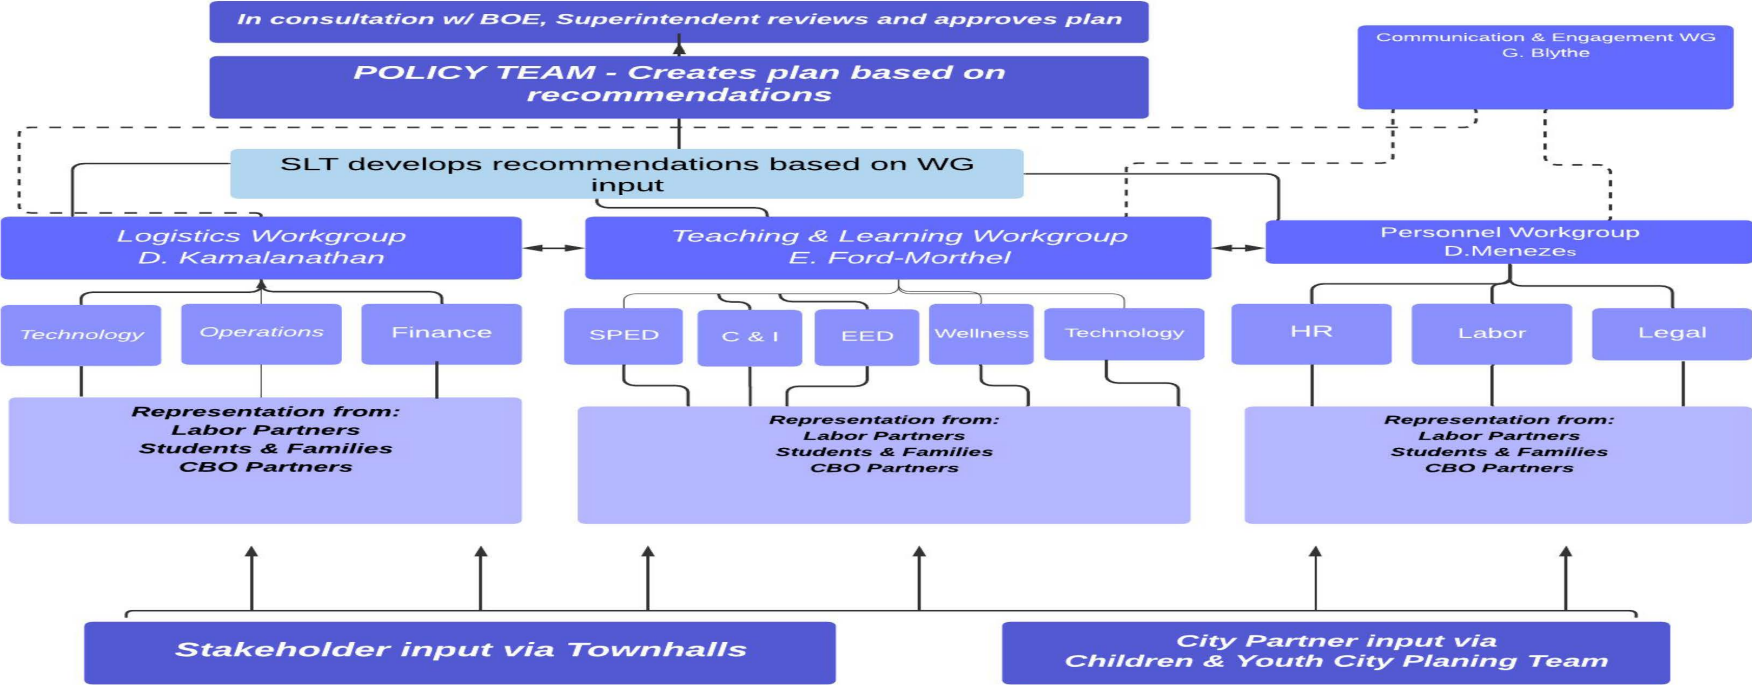 In consultation w/ BOE, Superintendent reviews and approves plan
Communication & Engagement WG
G. Blythe
POLICY TEAM - Creates plan based on
recommendations
SLT develops recommendations based on WG
input
Logistics Workgroup
D. Kamalanathan
Teaching & Learning Workgroup
E. Ford-Morthel
Personnel Workgroup
D.Menezes
Technology
Operations
Finance
SPED
C & I
EED
Wellness
Technology
HR
Labor
Legal
Representation from:
Labor Partners
Students & Families
CBO Partners
Representation from:
Labor Partners
Students & Families
CBO Partners
Representation from:
Labor Partners
Students & Families
CBO Partners
Stakeholder input via Townhalls
City Partner input via
Children & Youth City Planing Team